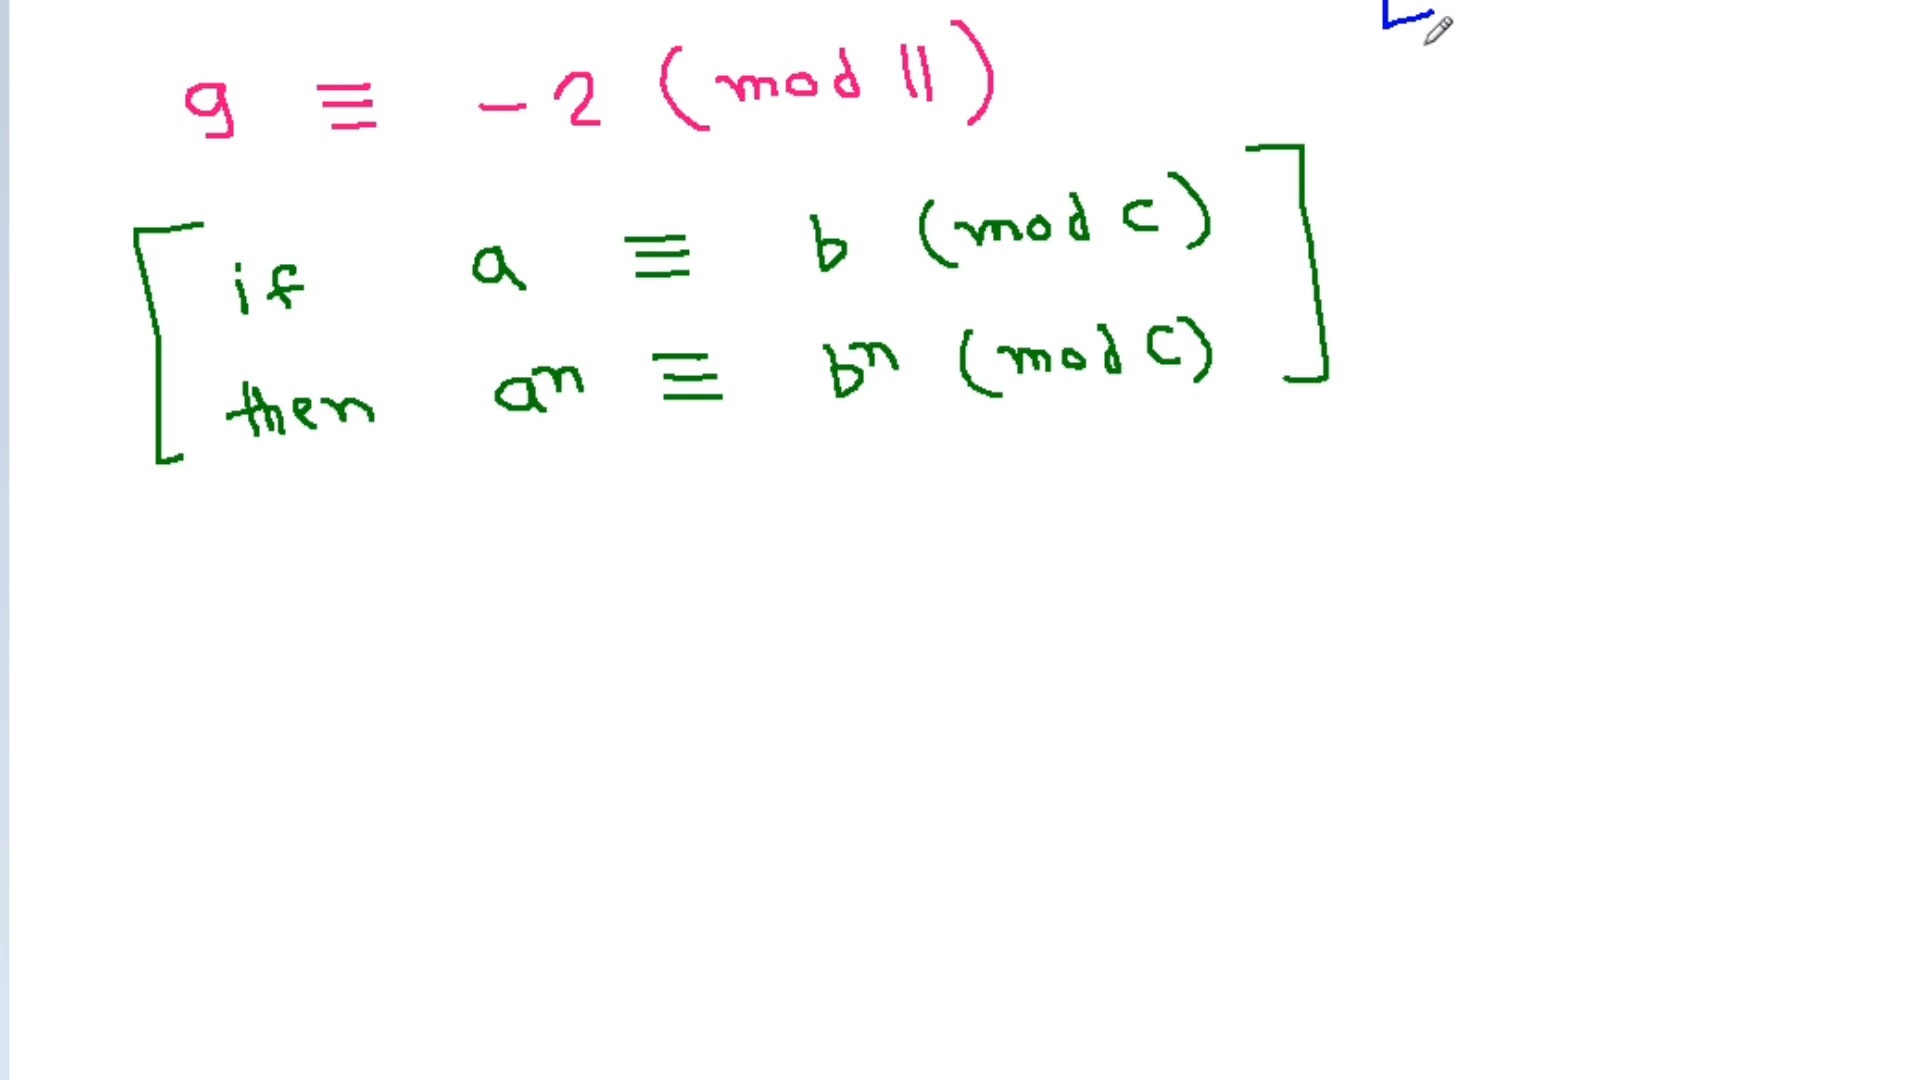 9 ≡ -2 (mod 11)
if a ≡ b (mod c)
then aⁿ ≡ bⁿ (mod c)